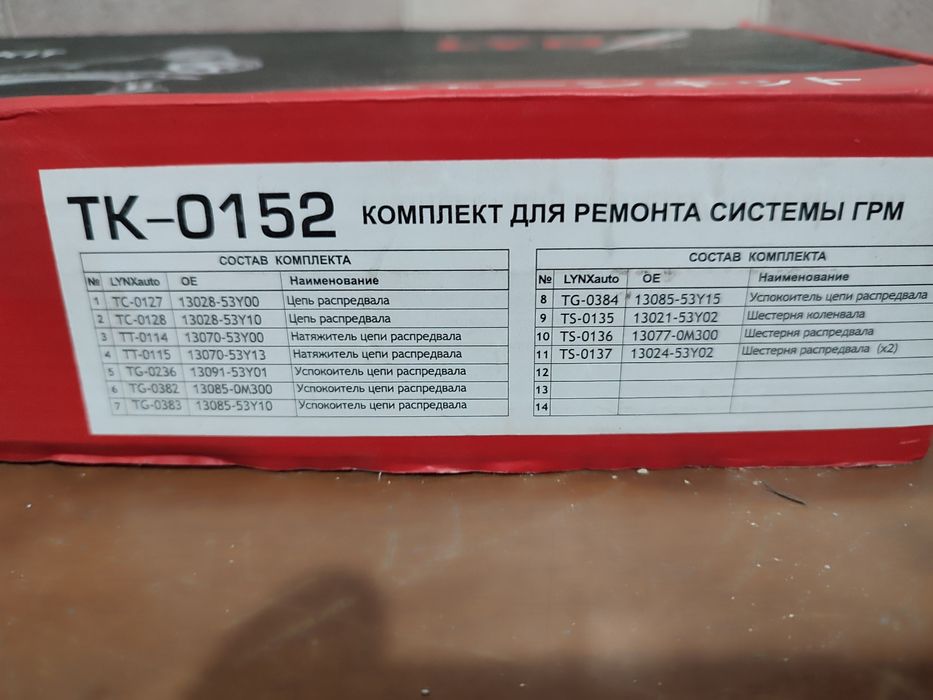 TK-0152 КОМПЛЕКТ ДЛЯ РЕМОНТА СИСТЕМЫ ГРМ
СОСТАВ КОМПЛЕКТА
№ LYNXauto OE Наименование
1 TC-0127 13028-53Y00 Цепь распредвала
2 TC-0128 13028-53Y10 Цепь распредвала
3 TT-0114 13070-53Y00 Натяжитель цепи распредвала
4 TT-0115 13070-53Y13 Натяжитель цепи распредвала
5 TG-0236 13091-53Y01 Успокоитель цепи распредвала
6 TG-0382 13085-0M300 Успокоитель цепи распредвала
7 TG-0383 13085-53Y10 Успокоитель цепи распредвала
СОСТАВ КОМПЛЕКТА
№ LYNXauto OE Наименование
8 TG-0384 13085-53Y15 Успокоитель цепи распредвала
9 TS-0135 13021-53Y02 Шестерня коленвала
10 TS-0136 13077-0M300 Шестерня распредвала
11 TS-0137 13024-53Y02 Шестерня распредвала (x2)
12
13
14